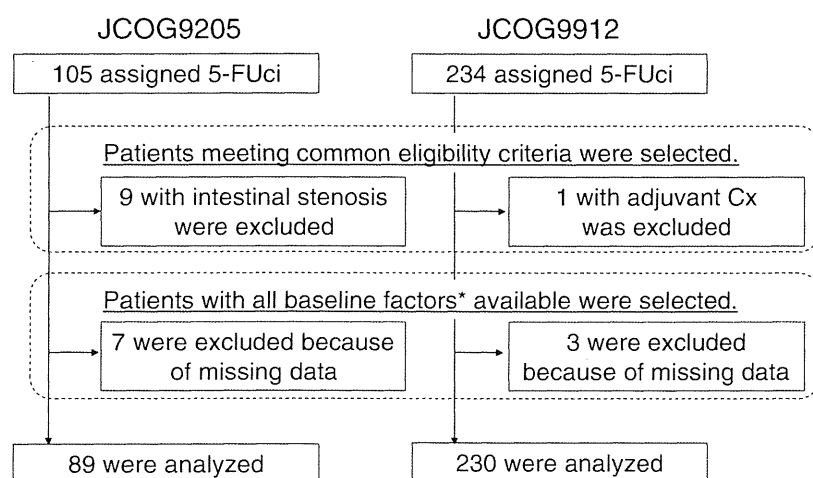 JCOG9205
JCOG9912
105 assigned 5-FUci
234 assigned 5-FUci
Patients meeting common eligibility criteria were selected.
9 with intestinal stenosis
were excluded
1 with adjuvant Cx
was excluded
Patients with all baseline factors* available were selected.
7 were excluded because
of missing data
3 were excluded
because of missing data
89 were analyzed
230 were analyzed